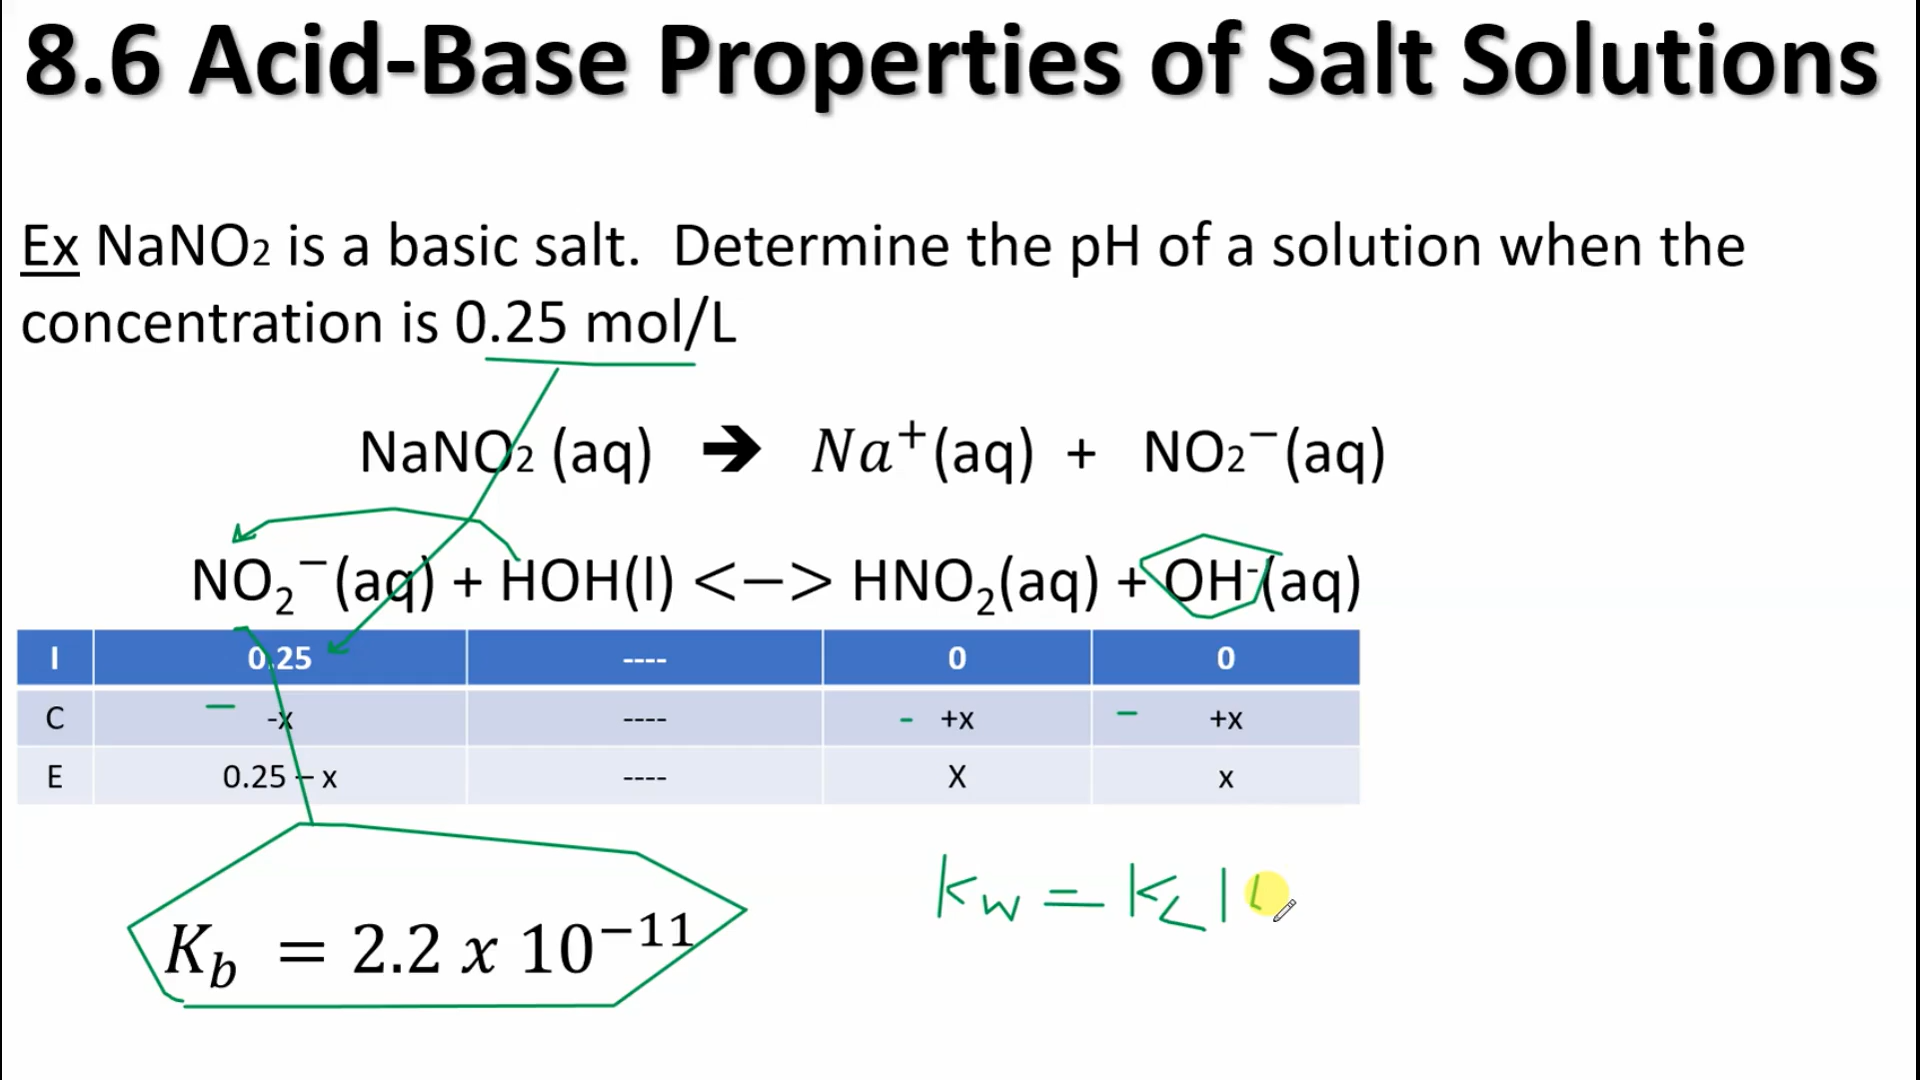 8.6 Acid-Base Properties of Salt Solutions
Ex NaNO₂ is a basic salt. Determine the pH of a solution when the
concentration is 0.25 mol/L
NaNO₂ (aq) ➔ Na⁺(aq) + NO₂⁻(aq)
NO₂⁻(aq) + HOH(l) <−> HNO₂(aq) + OH⁻(aq)
I 0.25 ---- 0 0
C -x ---- +x +x
E 0.25 – x ---- X x
K_b = 2.2 x 10⁻¹¹
kw =